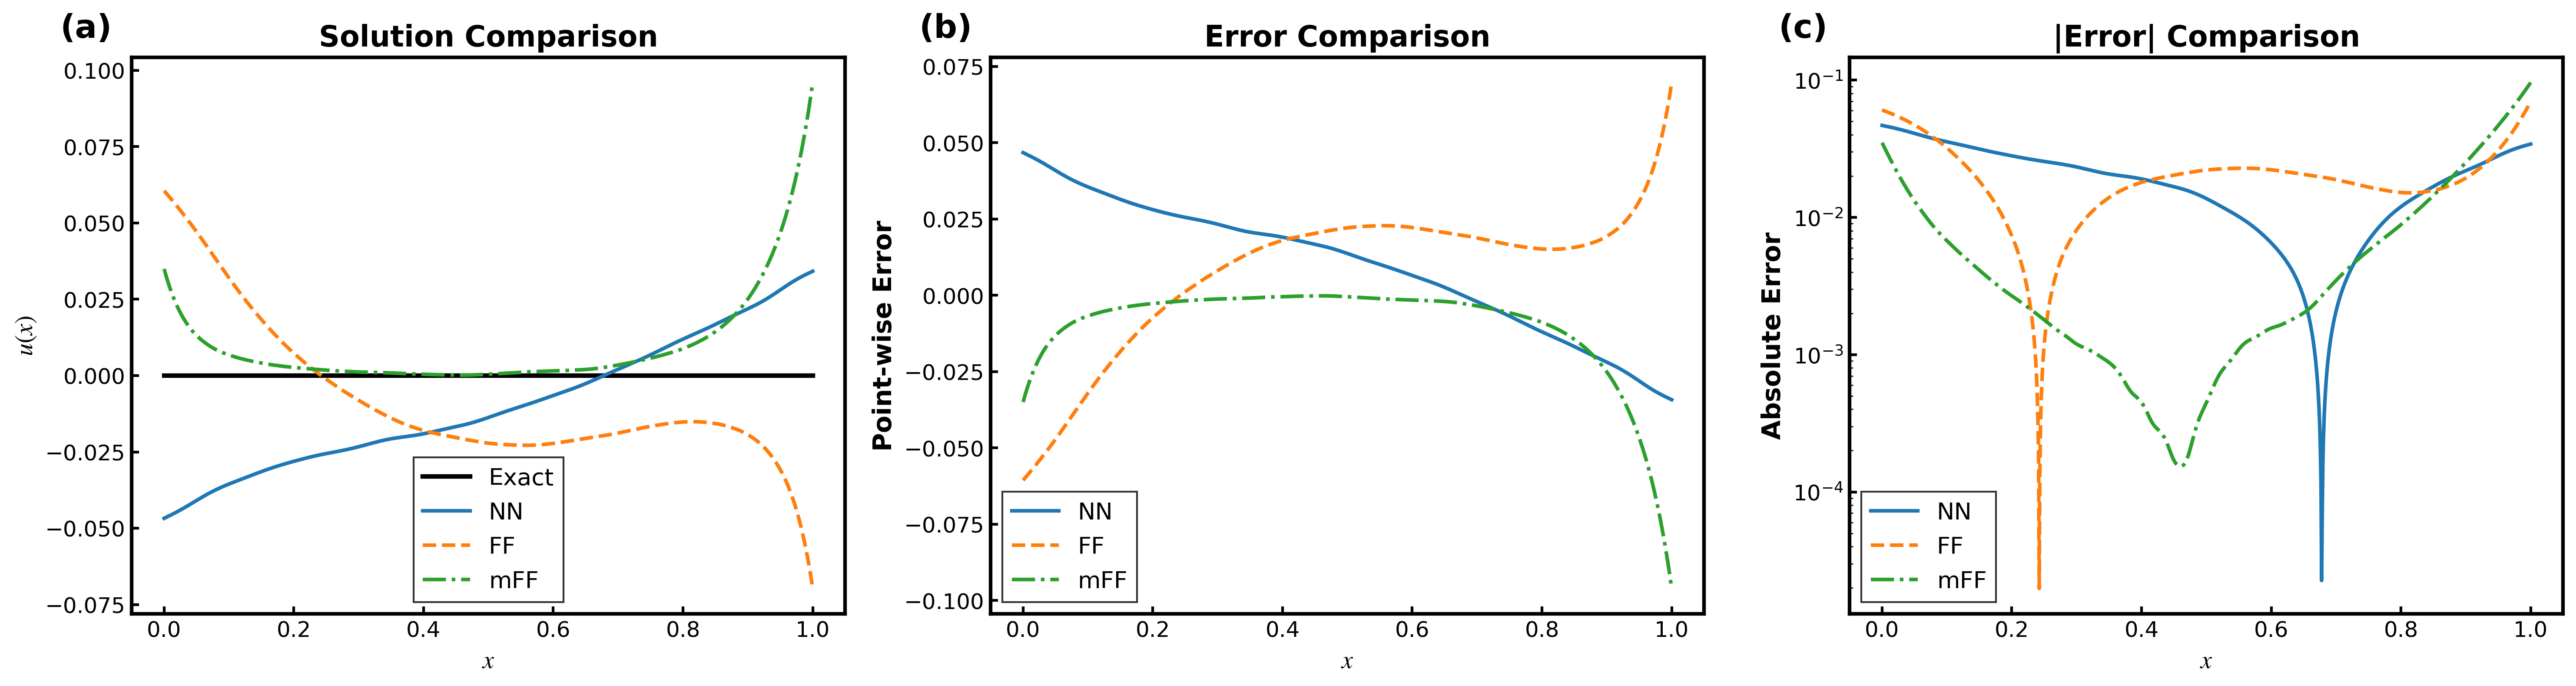 (a)
Solution Comparison
0.100
0.075
0.050
0.025
0.000
−0.025
−0.050
−0.075
u(x)
0.0 0.2 0.4 0.6 0.8 1.0
x
Exact
NN
FF
mFF
(b)
Error Comparison
0.075
0.050
0.025
0.000
−0.025
−0.050
−0.075
−0.100
Point-wise Error
0.0 0.2 0.4 0.6 0.8 1.0
x
NN
FF
mFF
(c)
|Error| Comparison
10⁻¹
10⁻²
10⁻³
10⁻⁴
Absolute Error
0.0 0.2 0.4 0.6 0.8 1.0
x
NN
FF
mFF